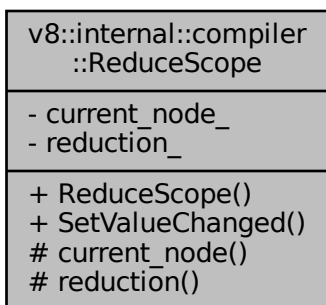 v8::internal::compiler
::ReduceScope
- current_node_
- reduction_
+ ReduceScope()
+ SetValueChanged()
# current_node()
# reduction()